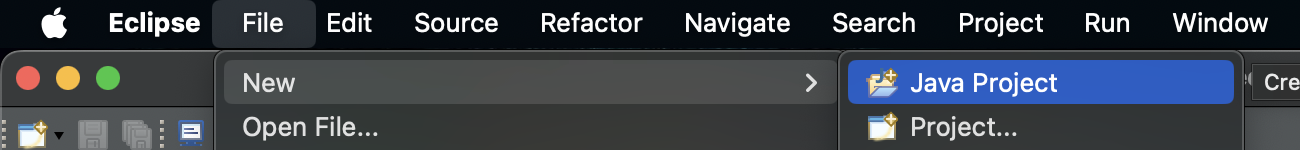 Eclipse File Edit Source Refactor Navigate Search Project Run Window
New Java Project
Open File... Project...